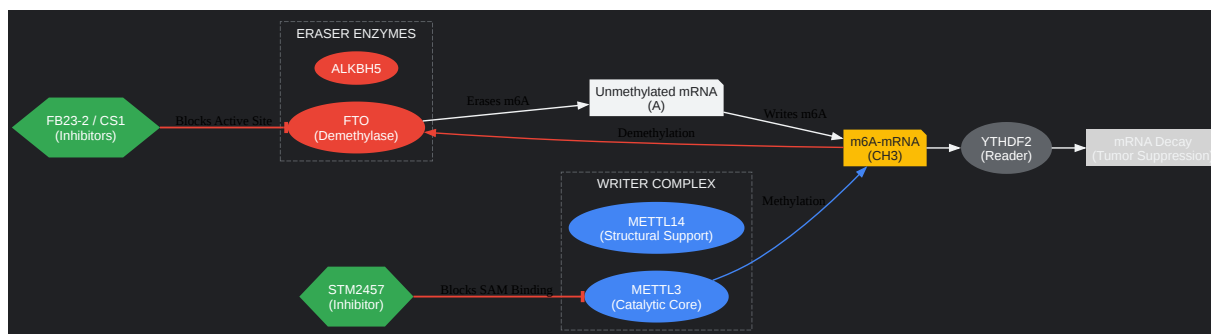 ERASER ENZYMES
ALKBH5
FB23-2 / CS1
(Inhibitors)
Blocks Active Site
FTO
(Demethylase)
Erases m6A
Unmethylated mRNA
(A)
Writes m6A
Demethylation
m6A-mRNA
(CH3)
YTHDF2
(Reader)
mRNA Decay
(Tumor Suppression)
WRITER COMPLEX
METTL14
(Structural Support)
Methylation
STM2457
(Inhibitor)
Blocks SAM Binding
METTL3
(Catalytic Core)